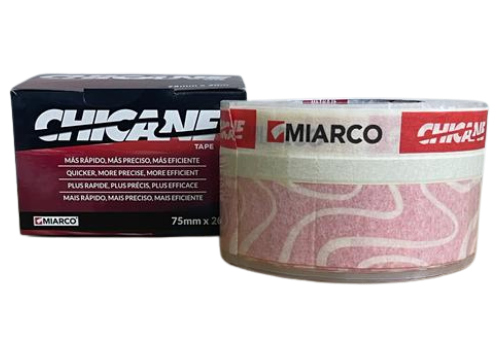 CHICANE
TAPE
MÁS RÁPIDO, MÁS PRECISO, MÁS EFICIENTE
QUICKER, MORE PRECISE, MORE EFFICIENT
PLUS RAPIDE, PLUS PRÉCIS, PLUS EFFICACE
MAIS RÁPIDO, MAIS PRECISO, MAIS EFICIENTE
MIARCO
75mm x
MIARCO
CHICANE